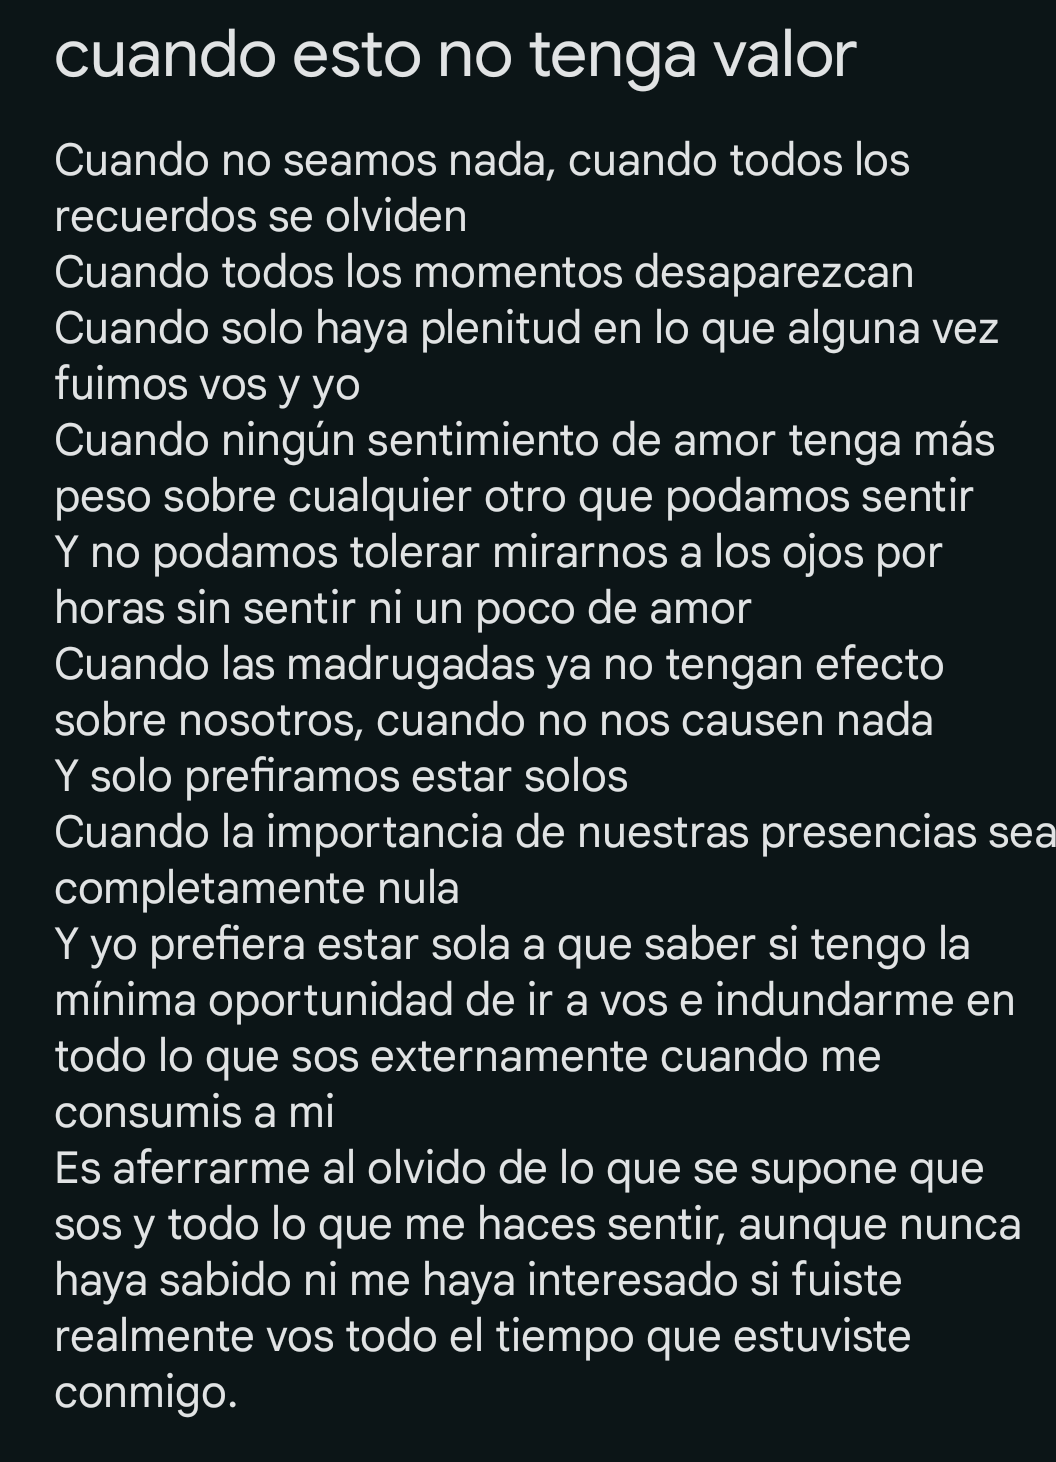 cuando esto no tenga valor
Cuando no seamos nada, cuando todos los
recuerdos se olviden
Cuando todos los momentos desaparezcan
Cuando solo haya plenitud en lo que alguna vez
fuimos vos y yo
Cuando ningún sentimiento de amor tenga más
peso sobre cualquier otro que podamos sentir
Y no podamos tolerar mirarnos a los ojos por
horas sin sentir ni un poco de amor
Cuando las madrugadas ya no tengan efecto
sobre nosotros, cuando no nos causen nada
Y solo prefiramos estar solos
Cuando la importancia de nuestras presencias sea
completamente nula
Y yo prefiera estar sola a que saber si tengo la
mínima oportunidad de ir a vos e indundarme en
todo lo que sos externamente cuando me
consumis a mi
Es aferrarme al olvido de lo que se supone que
sos y todo lo que me haces sentir, aunque nunca
haya sabido ni me haya interesado si fuiste
realmente vos todo el tiempo que estuviste
conmigo.